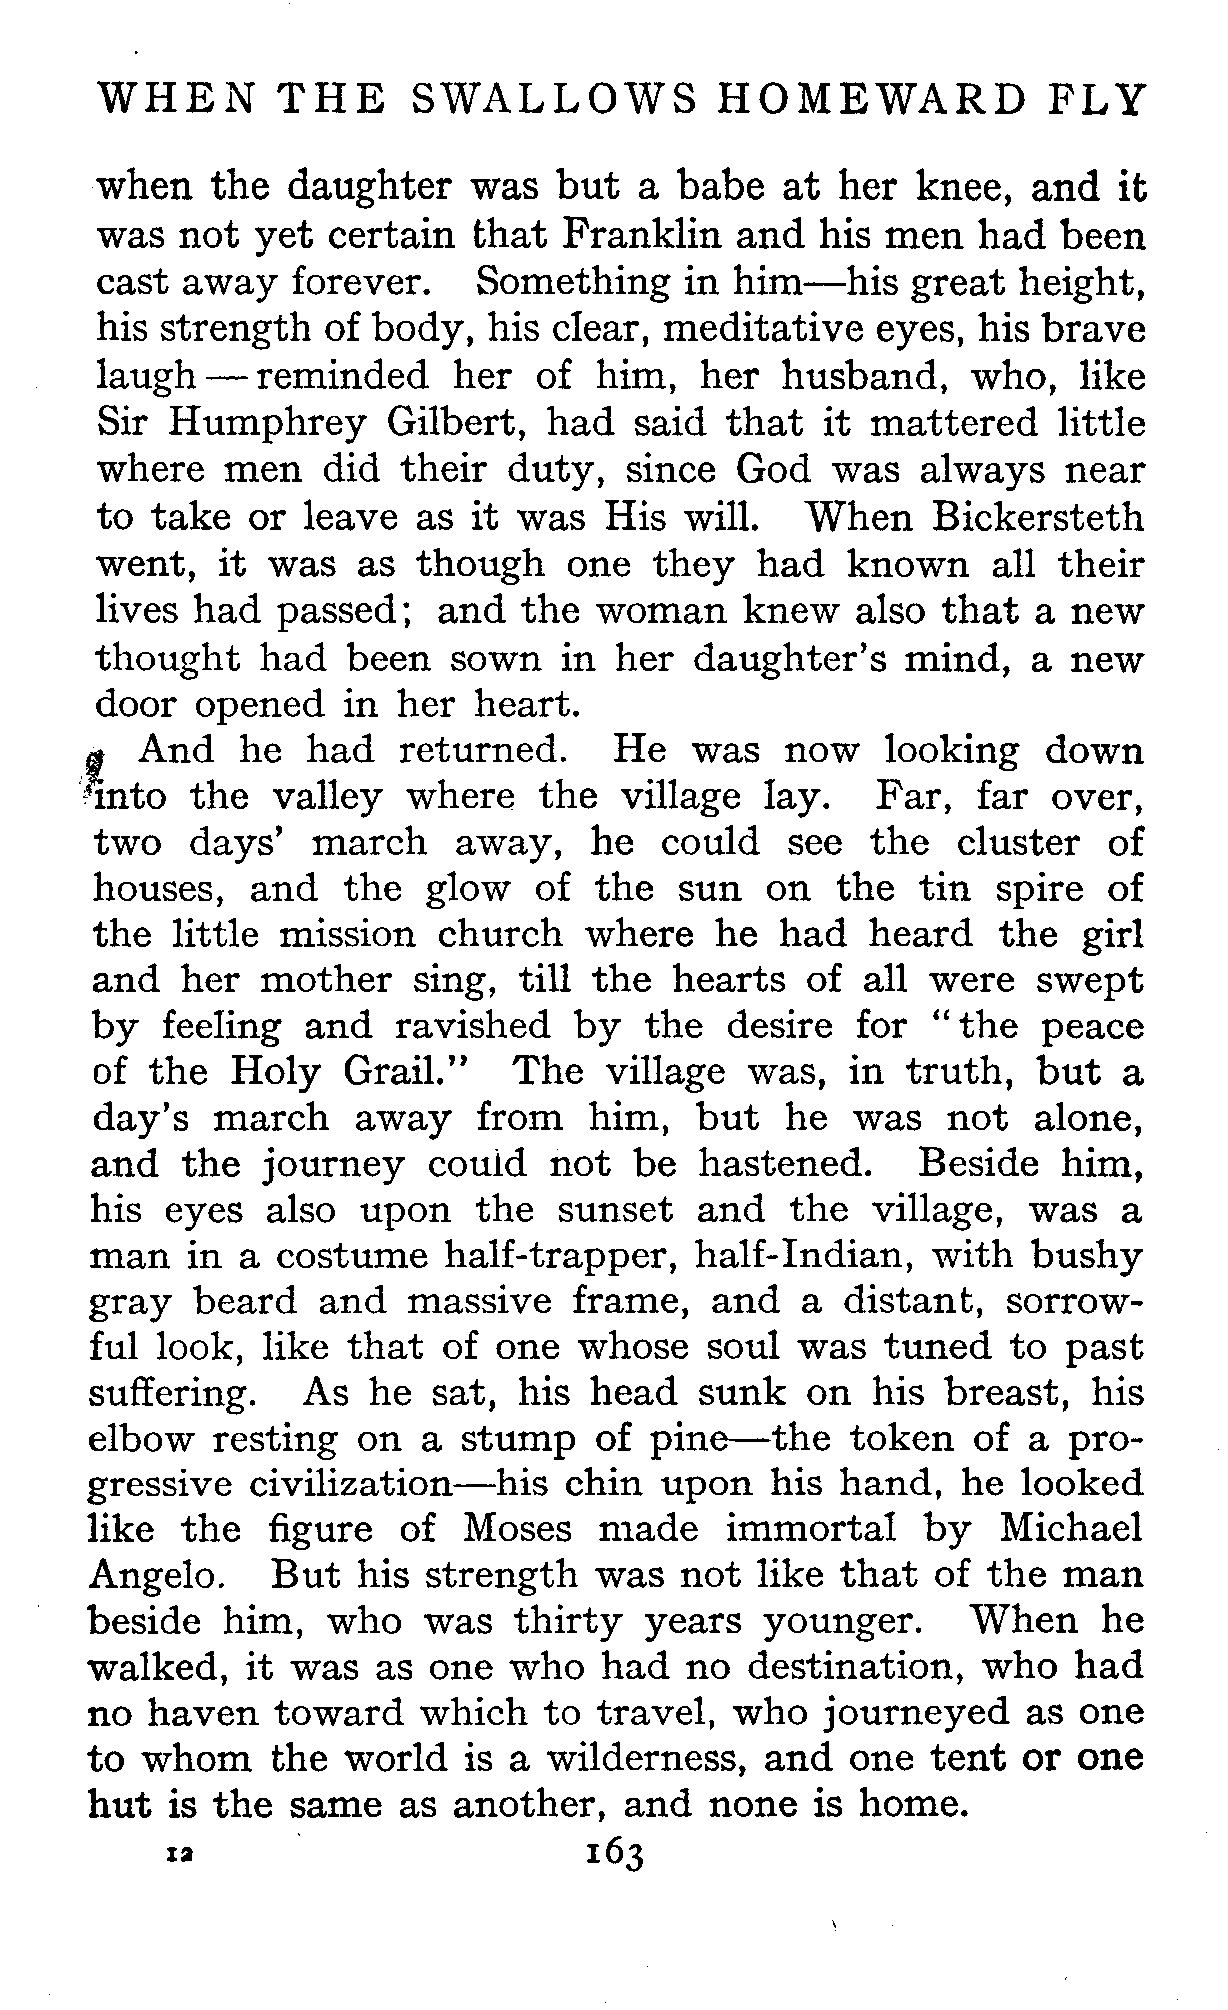 WHEN THE SWALLOWS HOMEWARD FLY
when the daughter was but a babe at her knee, and it
was not yet certain that Franklin and his men had been
cast away forever. Something in him—his great height,
his strength of body, his clear, meditative eyes, his brave
laugh — reminded her of him, her husband, who, like
Sir Humphrey Gilbert, had said that it mattered little
where men did their duty, since God was always near
to take or leave as it was His will. When Bickersteth
went, it was as though one they had known all their
lives had passed; and the woman knew also that a new
thought had been sown in her daughter's mind, a new
door opened in her heart.
And he had returned. He was now looking down
into the valley where the village lay. Far, far over,
two days' march away, he could see the cluster of
houses, and the glow of the sun on the tin spire of
the little mission church where he had heard the girl
and her mother sing, till the hearts of all were swept
by feeling and ravished by the desire for "the peace
of the Holy Grail." The village was, in truth, but a
day's march away from him, but he was not alone,
and the journey could not be hastened. Beside him,
his eyes also upon the sunset and the village, was a
man in a costume half-trapper, half-Indian, with bushy
gray beard and massive frame, and a distant, sorrow-
ful look, like that of one whose soul was tuned to past
suffering. As he sat, his head sunk on his breast, his
elbow resting on a stump of pine—the token of a pro-
gressive civilization—his chin upon his hand, he looked
like the figure of Moses made immortal by Michael
Angelo. But his strength was not like that of the man
beside him, who was thirty years younger. When he
walked, it was as one who had no destination, who had
no haven toward which to travel, who journeyed as one
to whom the world is a wilderness, and one tent or one
hut is the same as another, and none is home.
12 163